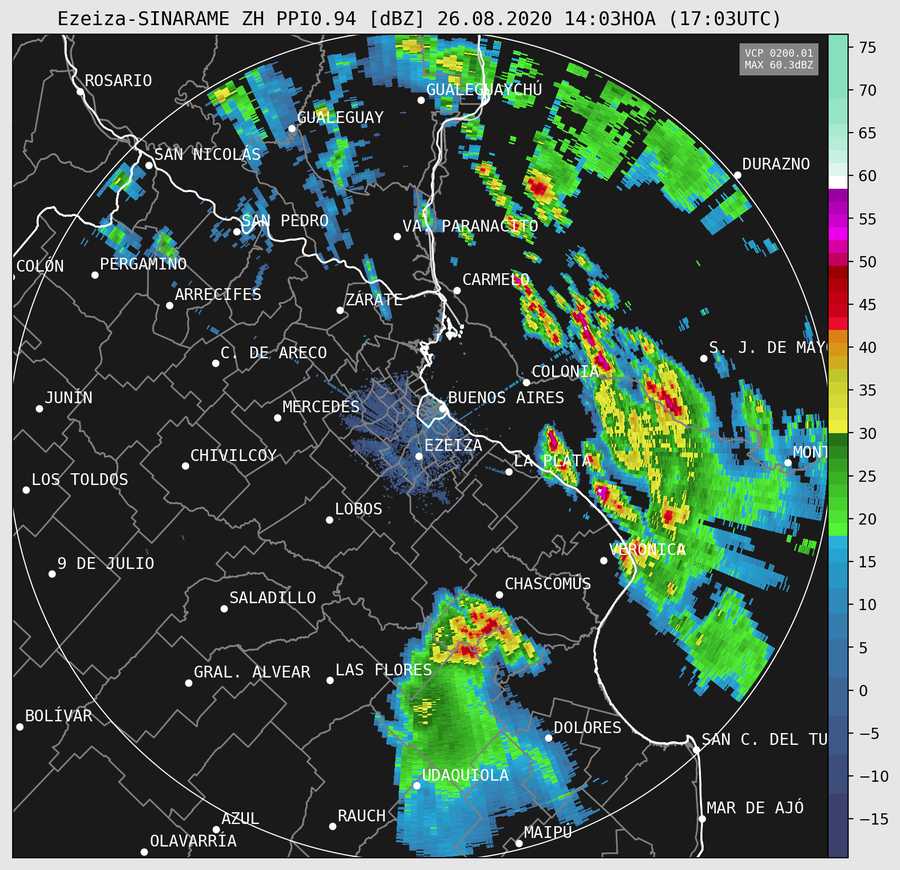 Ezeiza-SINARAME ZH PPI0.94 [dBZ] 26.08.2020 14:03HOA (17:03UTC)
VCP 0200.01
MAX 60.3dBZ
75
70
65
60
55
50
45
40
35
30
25
20
15
10
5
0
−5
−10
−15
ROSARIO
GUALEGUAYCHÚ
GUALEGUAY
SAN NICOLÁS
DURAZNO
SAN PEDRO
VA. PARANACITO
COLÓN
PERGAMINO
CARMELO
ARRECIFES
ZÁRATE
S. J. DE MAY
C. DE ARECO
COLONIA
JUNÍN
MERCEDES
BUENOS AIRES
EZEIZA
MONT
CHIVILCOY
LA PLATA
LOS TOLDOS
LOBOS
VERÓNICA
9 DE JULIO
CHASCOMÚS
SALADILLO
GRAL. ALVEAR
LAS FLORES
BOLÍVAR
DOLORES
SAN C. DEL TU
UDAQUIOLA
MAR DE AJÓ
AZUL
RAUCH
MAIPÚ
OLAVARRÍA